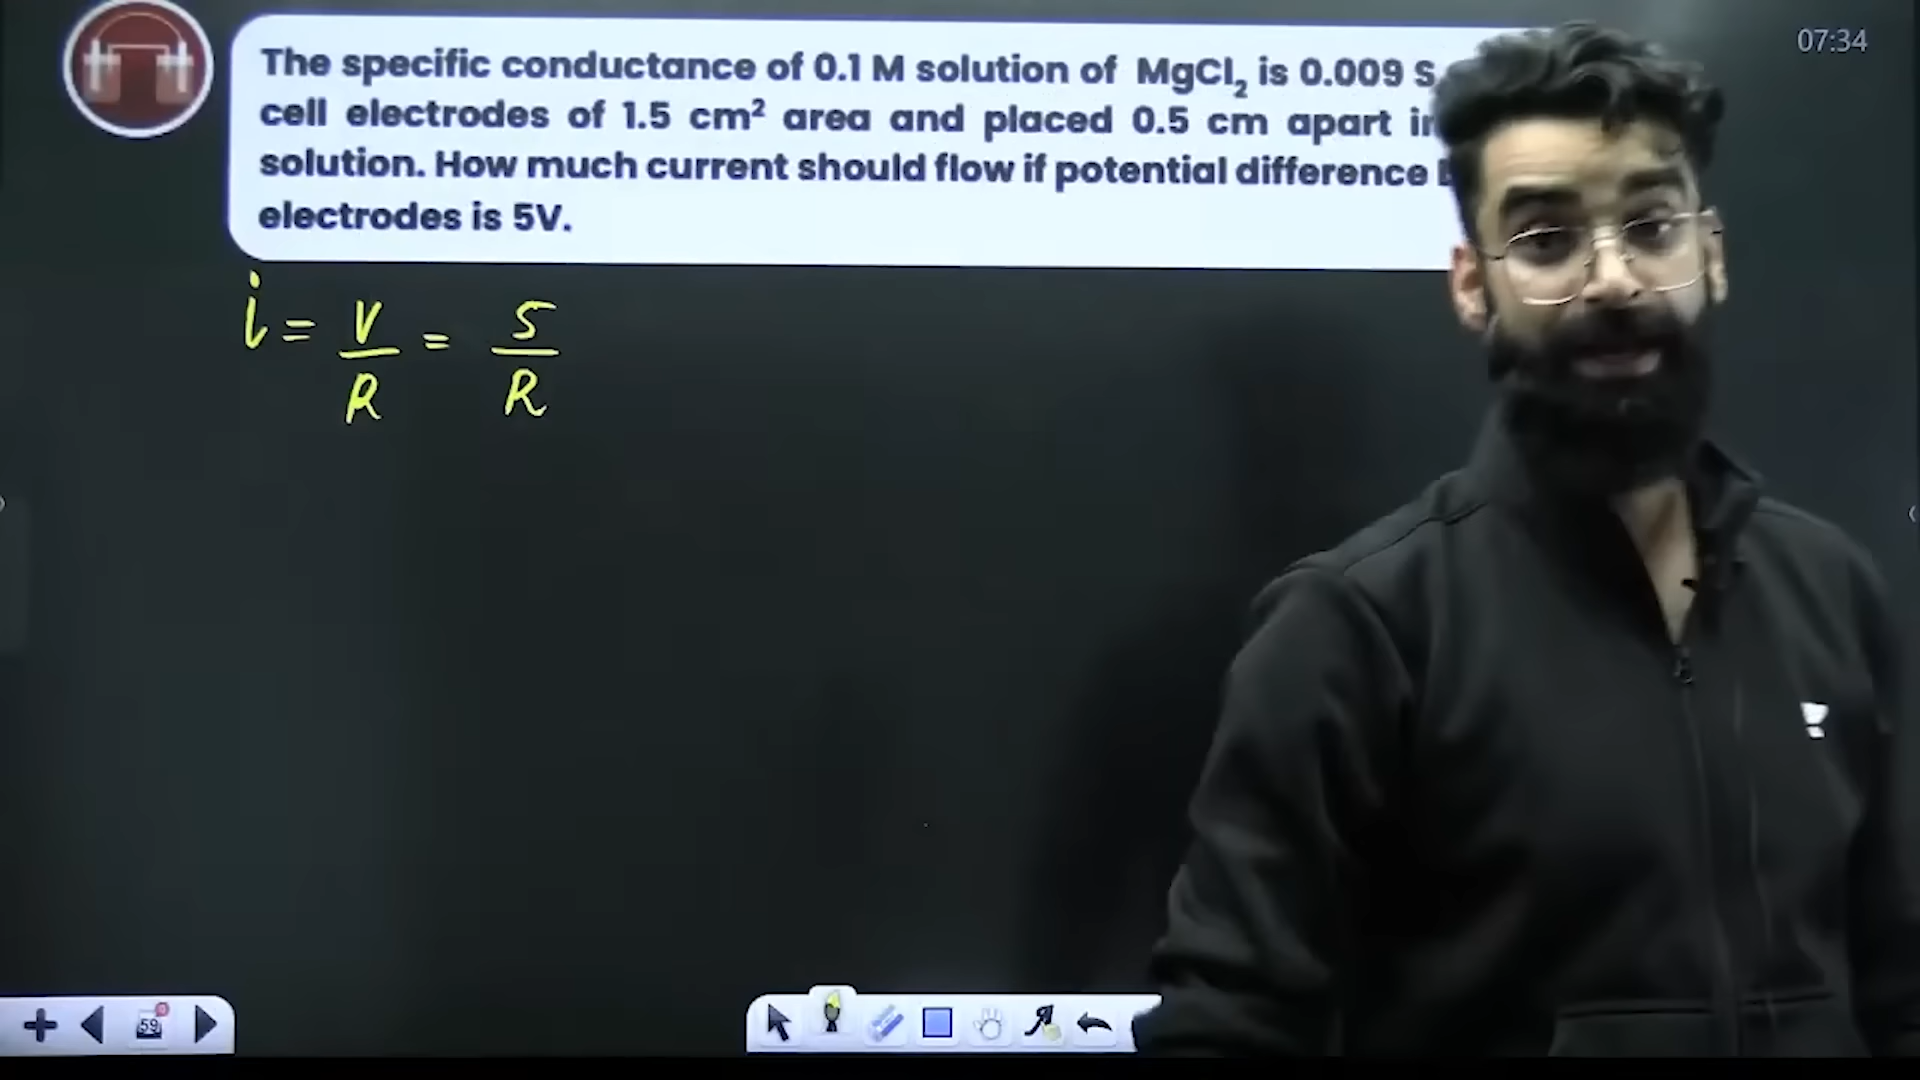 07:34
The specific conductance of 0.1 M solution of MgCl₂ is 0.009 S
cell electrodes of 1.5 cm² area and placed 0.5 cm apart
solution. How much current should flow if potential difference
electrodes is 5V.
i = V/R = 5/R
59